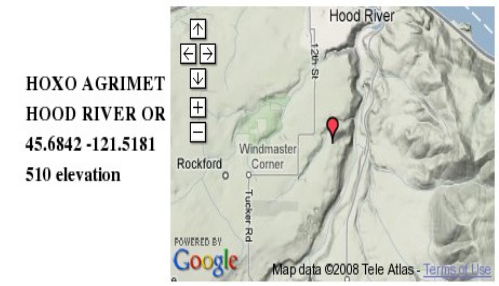 HOXO AGRIMET
HOOD RIVER OR
45.6842 -121.5181
510 elevation
Hood River
12th St
Windmaster
Corner
Rockford
Tucker Rd
POWERED BY
Google
Map data ©2008 Tele Atlas - Terms of Use